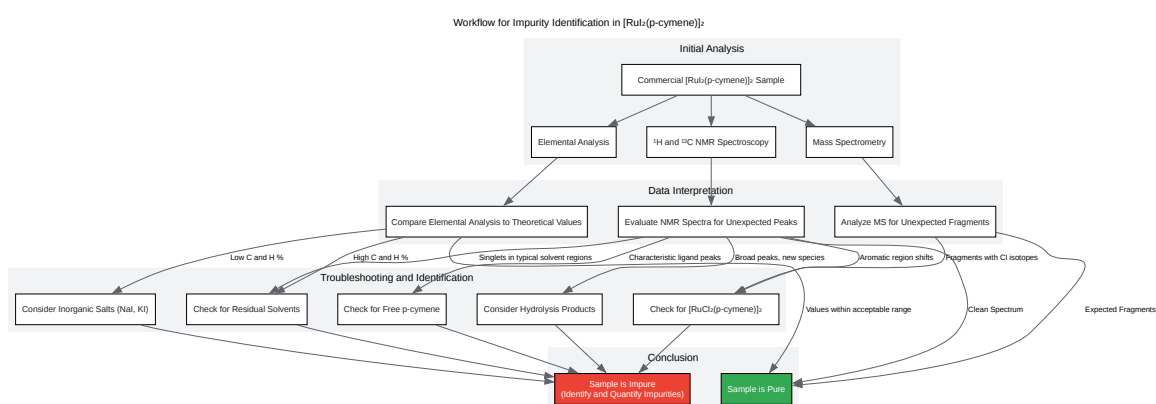 Workflow for Impurity Identification in [RuI₂(p-cymene)]₂
Initial Analysis
Commercial [RuI₂(p-cymene)]₂ Sample
Elemental Analysis
¹H and ¹³C NMR Spectroscopy
Mass Spectrometry
Data Interpretation
Compare Elemental Analysis to Theoretical Values
Evaluate NMR Spectra for Unexpected Peaks
Analyze MS for Unexpected Fragments
Low C and H %
High C and H %
Singlets in typical solvent regions
Characteristic ligand peaks
Broad peaks, new species
Aromatic region shifts
Fragments with Cl isotopes
Troubleshooting and Identification
Consider Inorganic Salts (NaI, KI)
Check for Residual Solvents
Check for Free p-cymene
Consider Hydrolysis Products
Check for [RuCl₂(p-cymene)]₂
Values within acceptable range
Clean Spectrum
Expected Fragments
Conclusion
Sample is Impure
(Identify and Quantify Impurities)
Sample is Pure